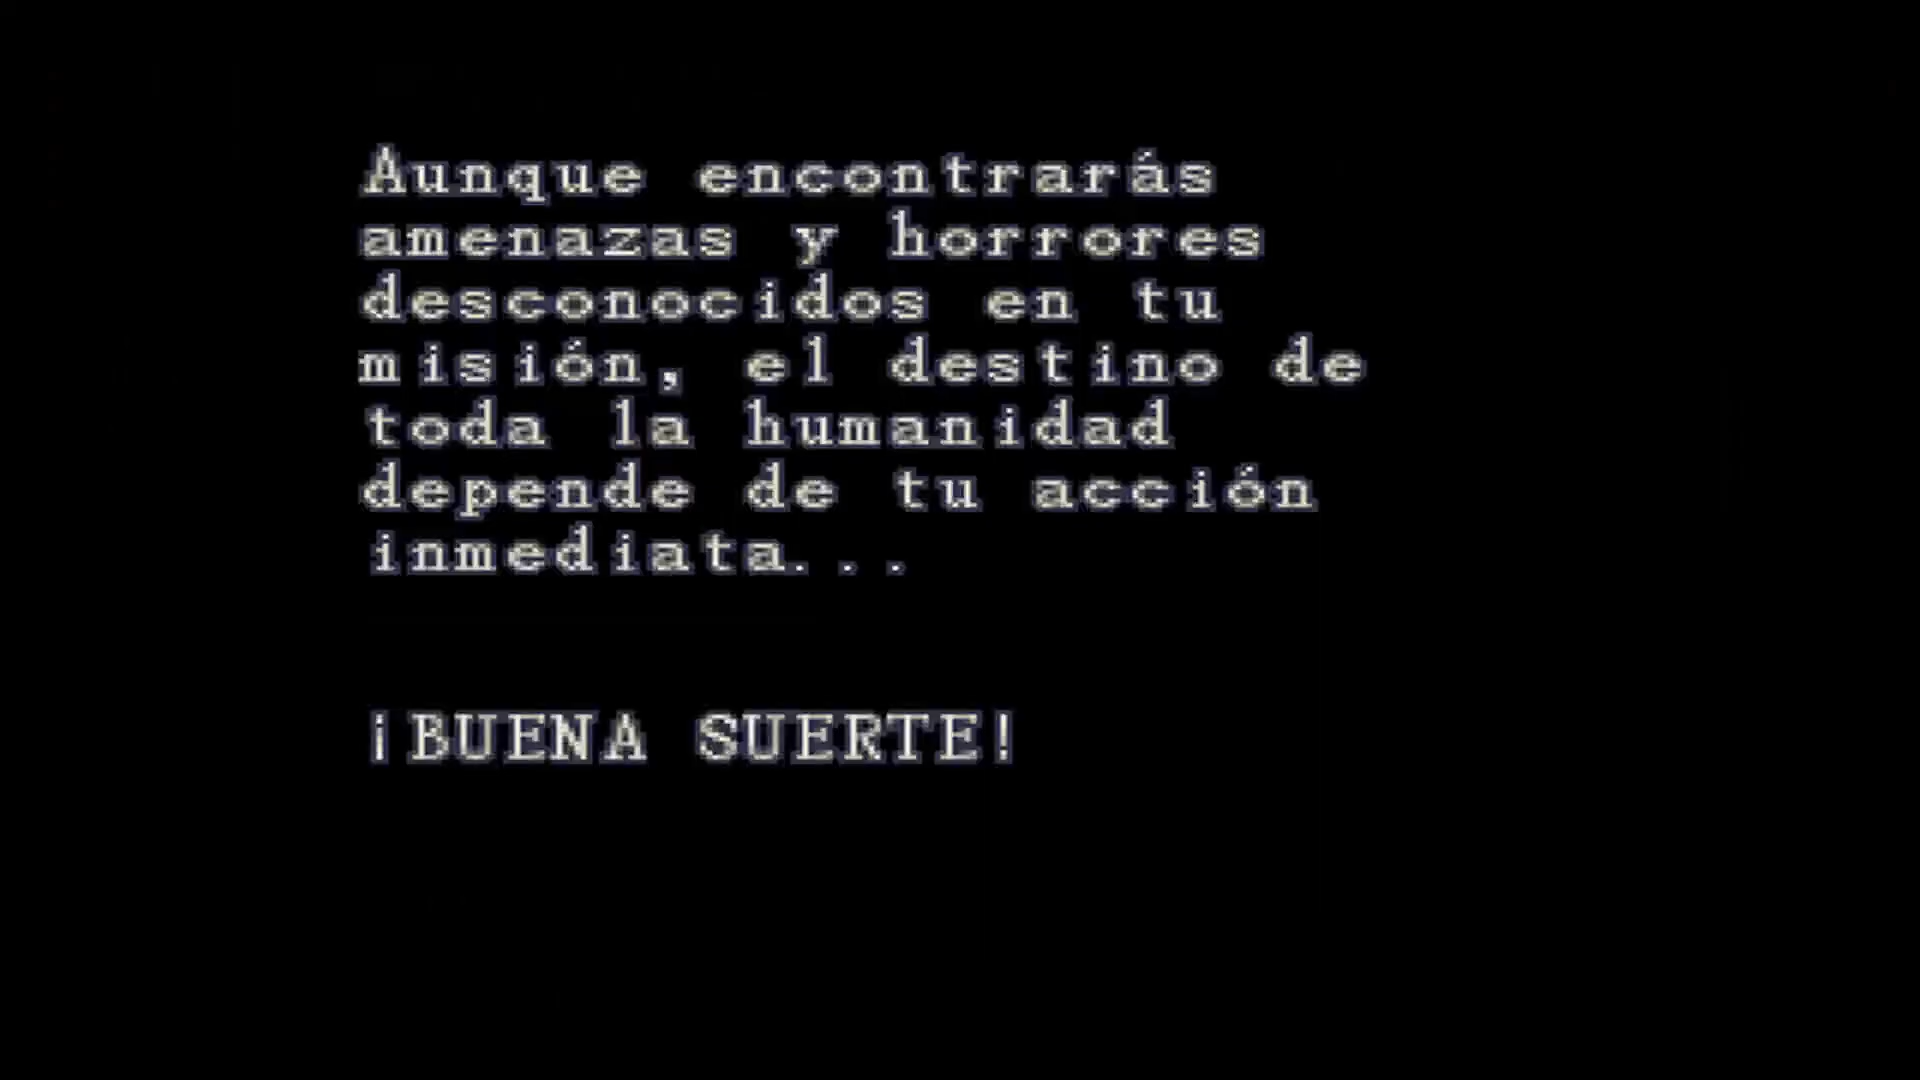 Aunque encontrarás
amenazas y horrores
desconocidos en tu
misión, el destino de
toda la humanidad
depende de tu acción
inmediata...
¡BUENA SUERTE!